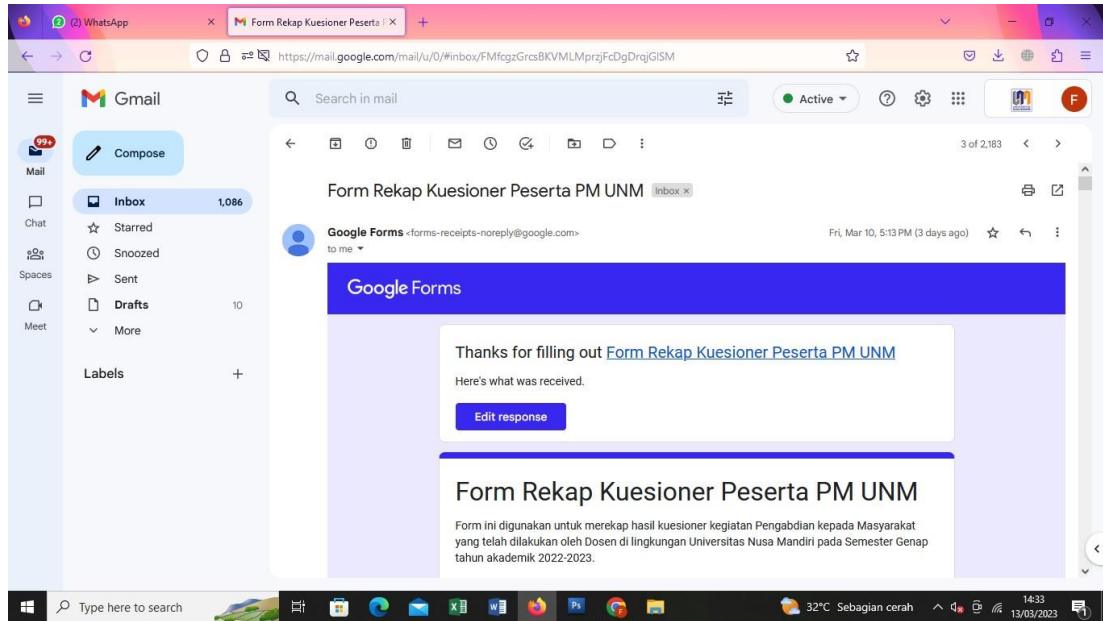 (2) WhatsApp
Form Rekap Kuesioner Peserta P
https://mail.google.com/mail/u/0/#inbox/FMfcgzGrcsBKVMLMprzjFcDgDrqjGlSM
Gmail
Search in mail
Active
F
99+
Mail
Compose
3 of 2,183
Inbox 1,086
Chat
Starred
Snoozed
Spaces
Sent
Drafts 10
Meet
More
Labels
Form Rekap Kuesioner Peserta PM UNM Inbox ×
Google Forms <forms-receipts-noreply@google.com>
Fri, Mar 10, 5:13 PM (3 days ago)
to me
Google Forms
Thanks for filling out Form Rekap Kuesioner Peserta PM UNM
Here's what was received.
Edit response
Form Rekap Kuesioner Peserta PM UNM
Form ini digunakan untuk merekap hasil kuesioner kegiatan Pengabdian kepada Masyarakat
yang telah dilakukan oleh Dosen di lingkungan Universitas Nusa Mandiri pada Semester Genap
tahun akademik 2022-2023.
Type here to search
Ps
32°C Sebagian cerah
14:33
13/03/2023